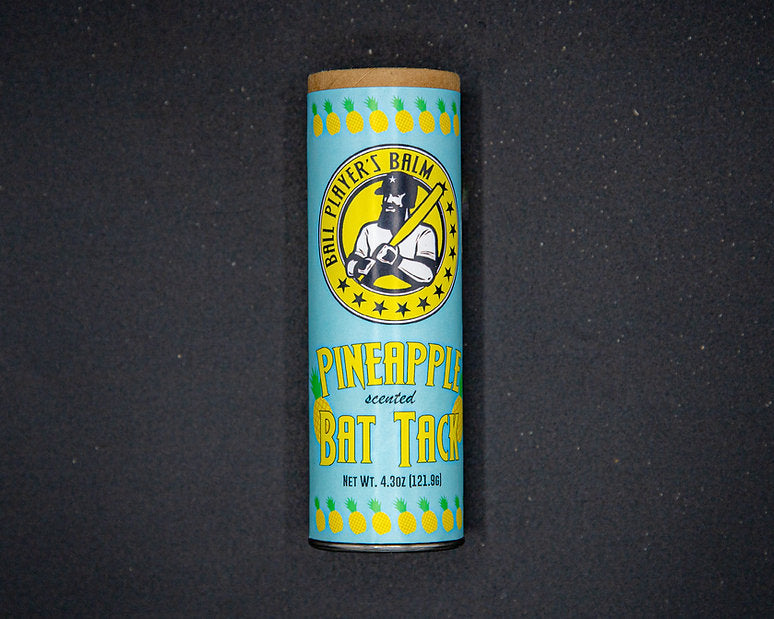 BALL PLAYER'S BALM
PINEAPPLE
scented
BAT TACK
NET WT. 4.3OZ (121.9G)